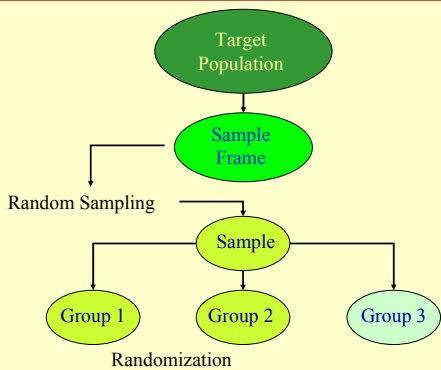 Target
Population
Sample
Frame
Random Sampling
Sample
Group 1
Group 2
Group 3
Randomization